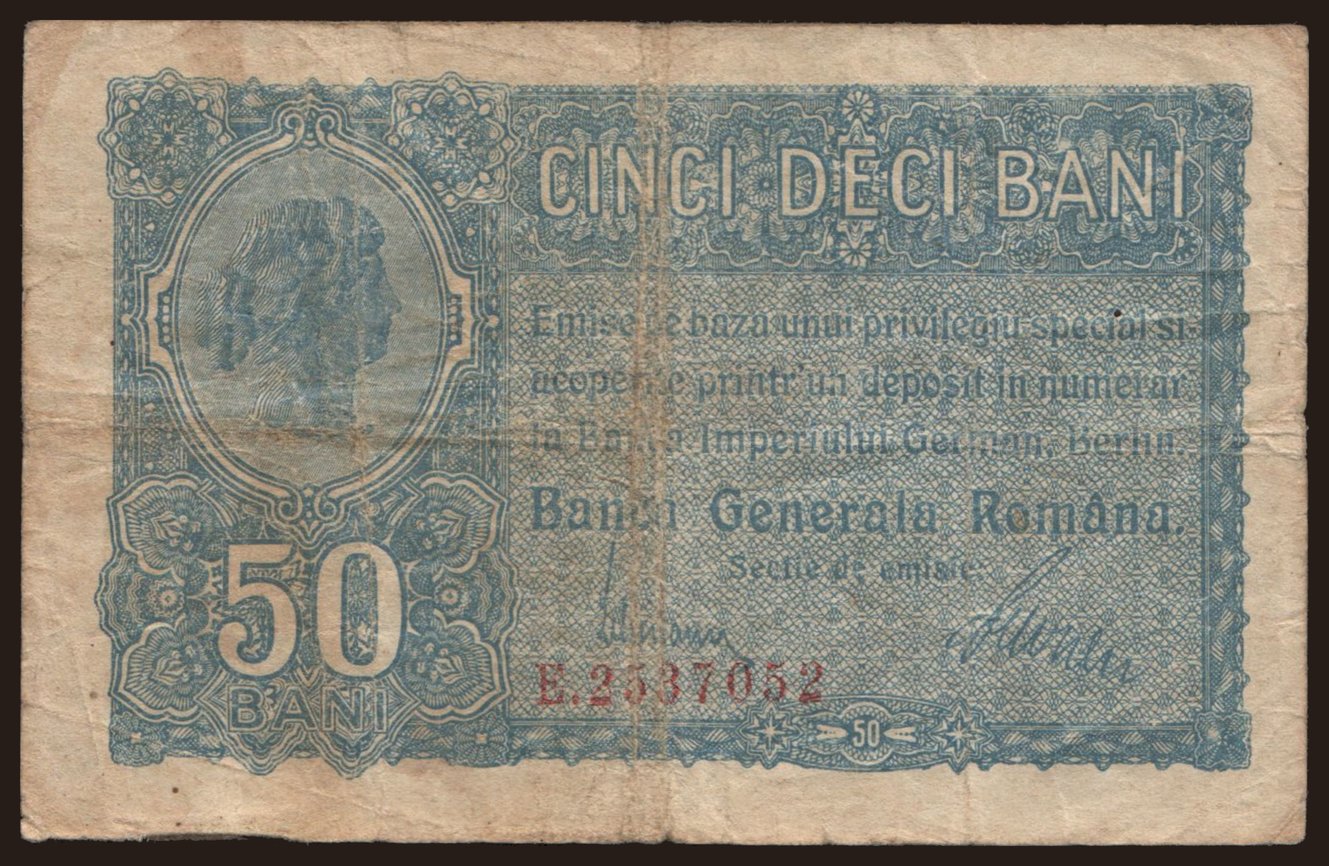 CINCI DECI BANI
Emise pe baza unui privilegiu special si
acoperite printr'un deposit in numerar
la Banca Imperiului German, Berlin.
Banca Generala Româna.
Sectie de emisie
E.2537052
50
BANI
50